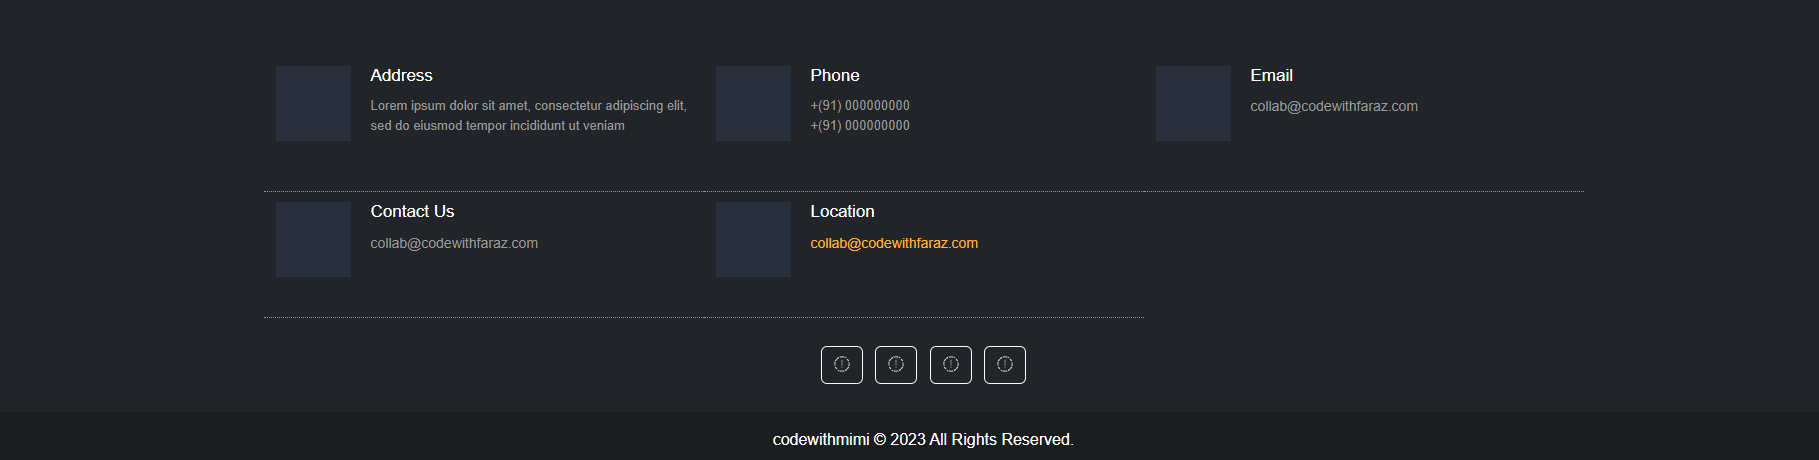 Address
Lorem ipsum dolor sit amet, consectetur adipiscing elit,
sed do eiusmod tempor incididunt ut veniam
Phone
+(91) 000000000
+(91) 000000000
Email
collab@codewithfaraz.com
Contact Us
collab@codewithfaraz.com
Location
collab@codewithfaraz.com
codewithmimi © 2023 All Rights Reserved.